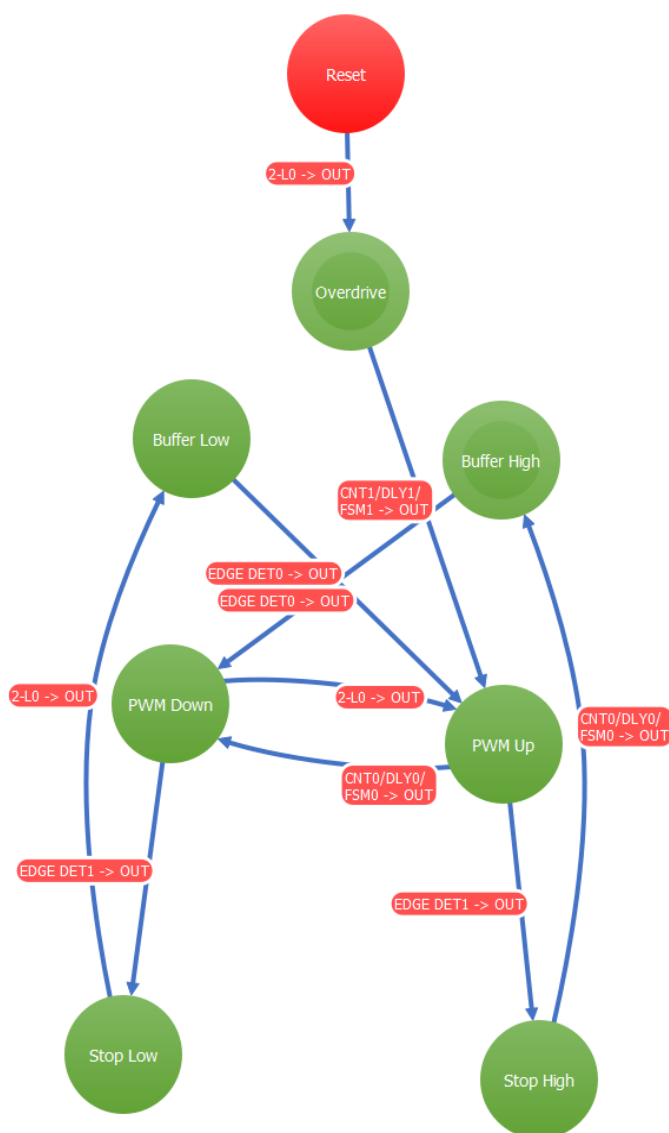 Reset
2-L0 -> OUT
Overdrive
Buffer Low
Buffer High
CNT1/DLY1/
FSM1 -> OUT
EDGE DET0 -> OUT
EDGE DET0 -> OUT
2-L0 -> OUT
PWM Down
2-L0 -> OUT
PWM Up
CNT0/DLY0/
FSM0 -> OUT
CNT0/DLY0/
FSM0 -> OUT
EDGE DET1 -> OUT
EDGE DET1 -> OUT
Stop Low
Stop High